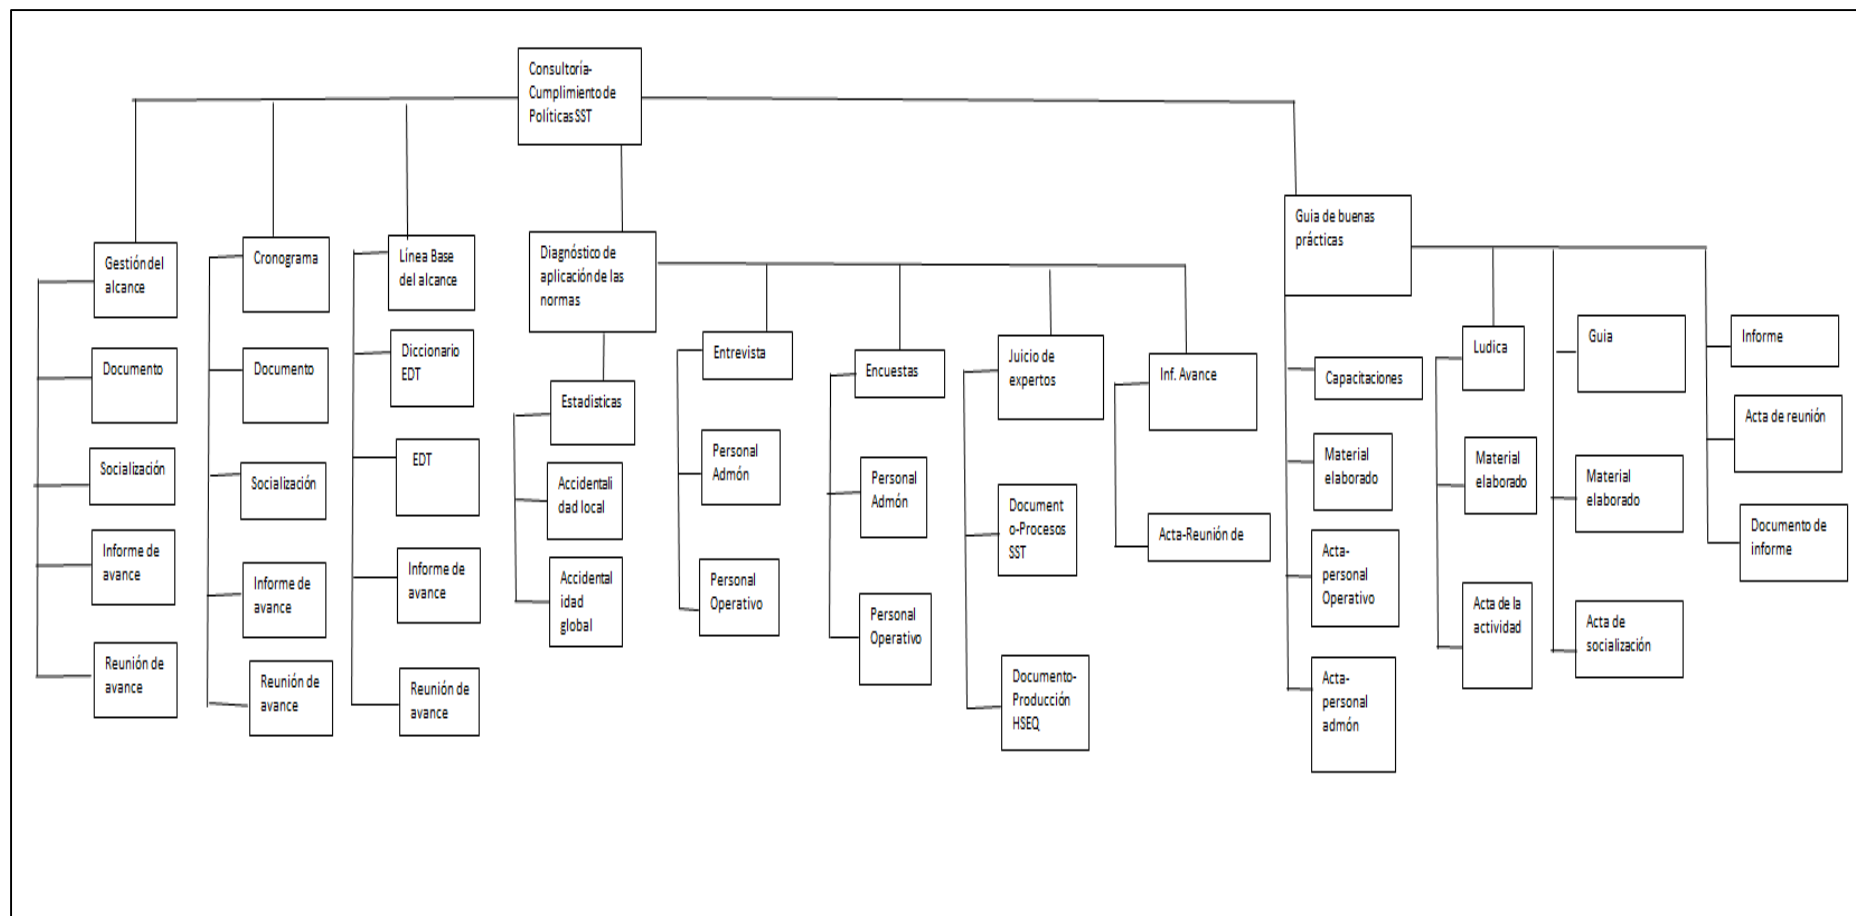 Consultoría-
Cumplimiento de
Políticas SST
Gestión del
alcance
Documento
Socialización
Informe de
avance
Reunión de
avance
Cronograma
Documento
Socialización
Informe de
avance
Reunión de
avance
Línea Base
del alcance
Diccionario
EDT
EDT
Informe de
avance
Reunión de
avance
Diagnóstico de
aplicación de las
normas
Estadisticas
Accidentali
dad local
Accidental
idad
global
Entrevista
Personal
Admón
Personal
Operativo
Encuestas
Personal
Admón
Personal
Operativo
Juicio de
expertos
Document
o-Procesos
SST
Documento-
Producción
HSEQ
Inf. Avance
Acta-Reunión de
Guia de buenas
prácticas
Capacitaciones
Material
elaborado
Acta-
personal
Operativo
Acta-
personal
admón
Ludica
Material
elaborado
Acta de la
actividad
Guia
Material
elaborado
Acta de
socialización
Informe
Acta de reunión
Documento de
informe